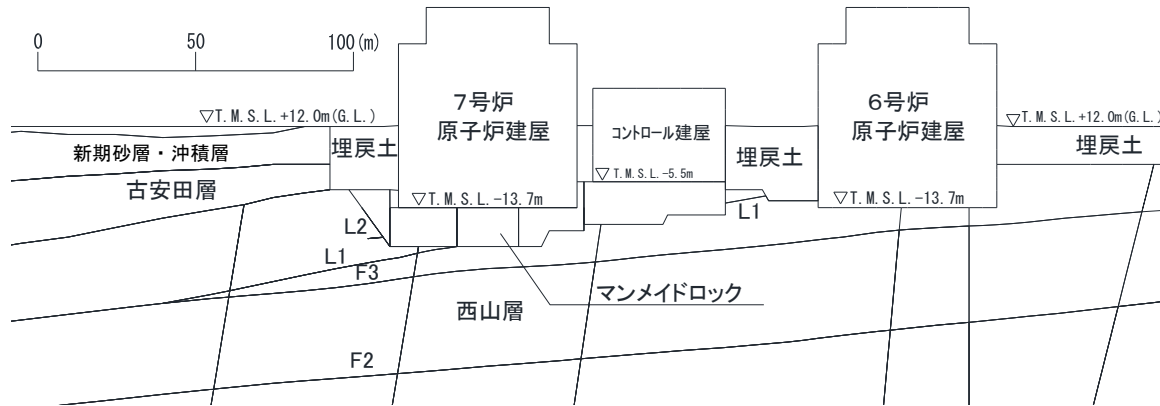 0 50 100(m)
7号炉
原子炉建屋
6号炉
原子炉建屋
▽T.M.S.L.+12.0m(G.L.)
▽T.M.S.L.+12.0m(G.L.)
コントロール建屋
新期砂層・沖積層
埋戻土
埋戻土
埋戻土
古安田層
▽T.M.S.L.-5.5m
▽T.M.S.L.-13.7m
▽T.M.S.L.-13.7m
L2
L1
L1
F3
マンメイドロック
西山層
F2